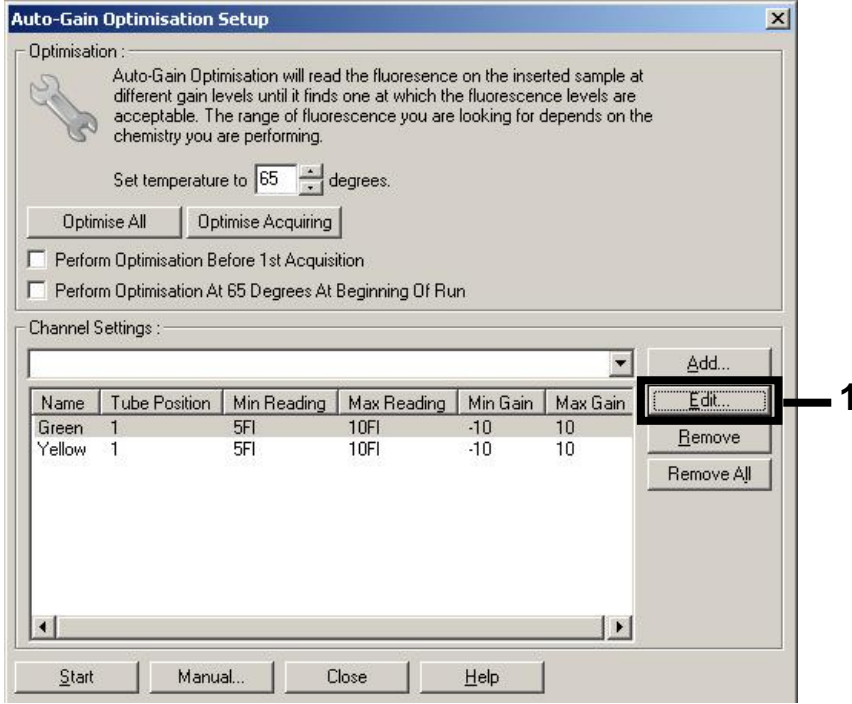 Auto-Gain Optimisation Setup
Optimisation :
Auto-Gain Optimisation will read the fluoresence on the inserted sample at
different gain levels until it finds one at which the fluorescence levels are
acceptable. The range of fluorescence you are looking for depends on the
chemistry you are performing.
Set temperature to 65 degrees.
Optimise All Optimise Acquiring
Perform Optimisation Before 1st Acquisition
Perform Optimisation At 65 Degrees At Beginning Of Run
Channel Settings :
Add...
Name Tube Position Min Reading Max Reading Min Gain Max Gain Edit... 1
Green 1 5Fl 10Fl -10 10
Yellow 1 5Fl 10Fl -10 10 Remove
Remove All
Start Manual... Close Help